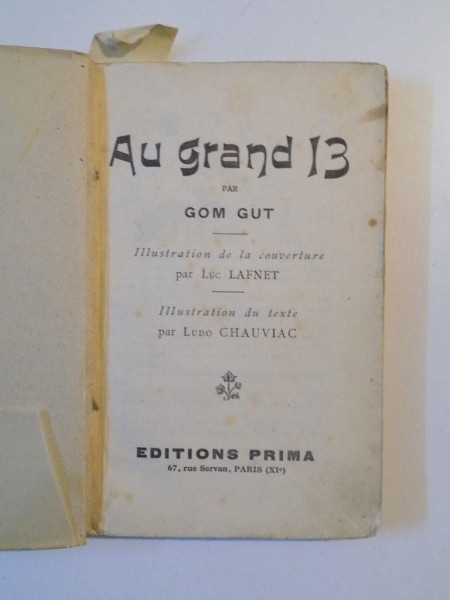 Au grand 13
PAR
GOM GUT
Illustration de la couverture
par Luc LAFNET
Illustration du texte
par Ludo CHAUVIAC
EDITIONS PRIMA
67, rue Servan, PARIS (XIe)